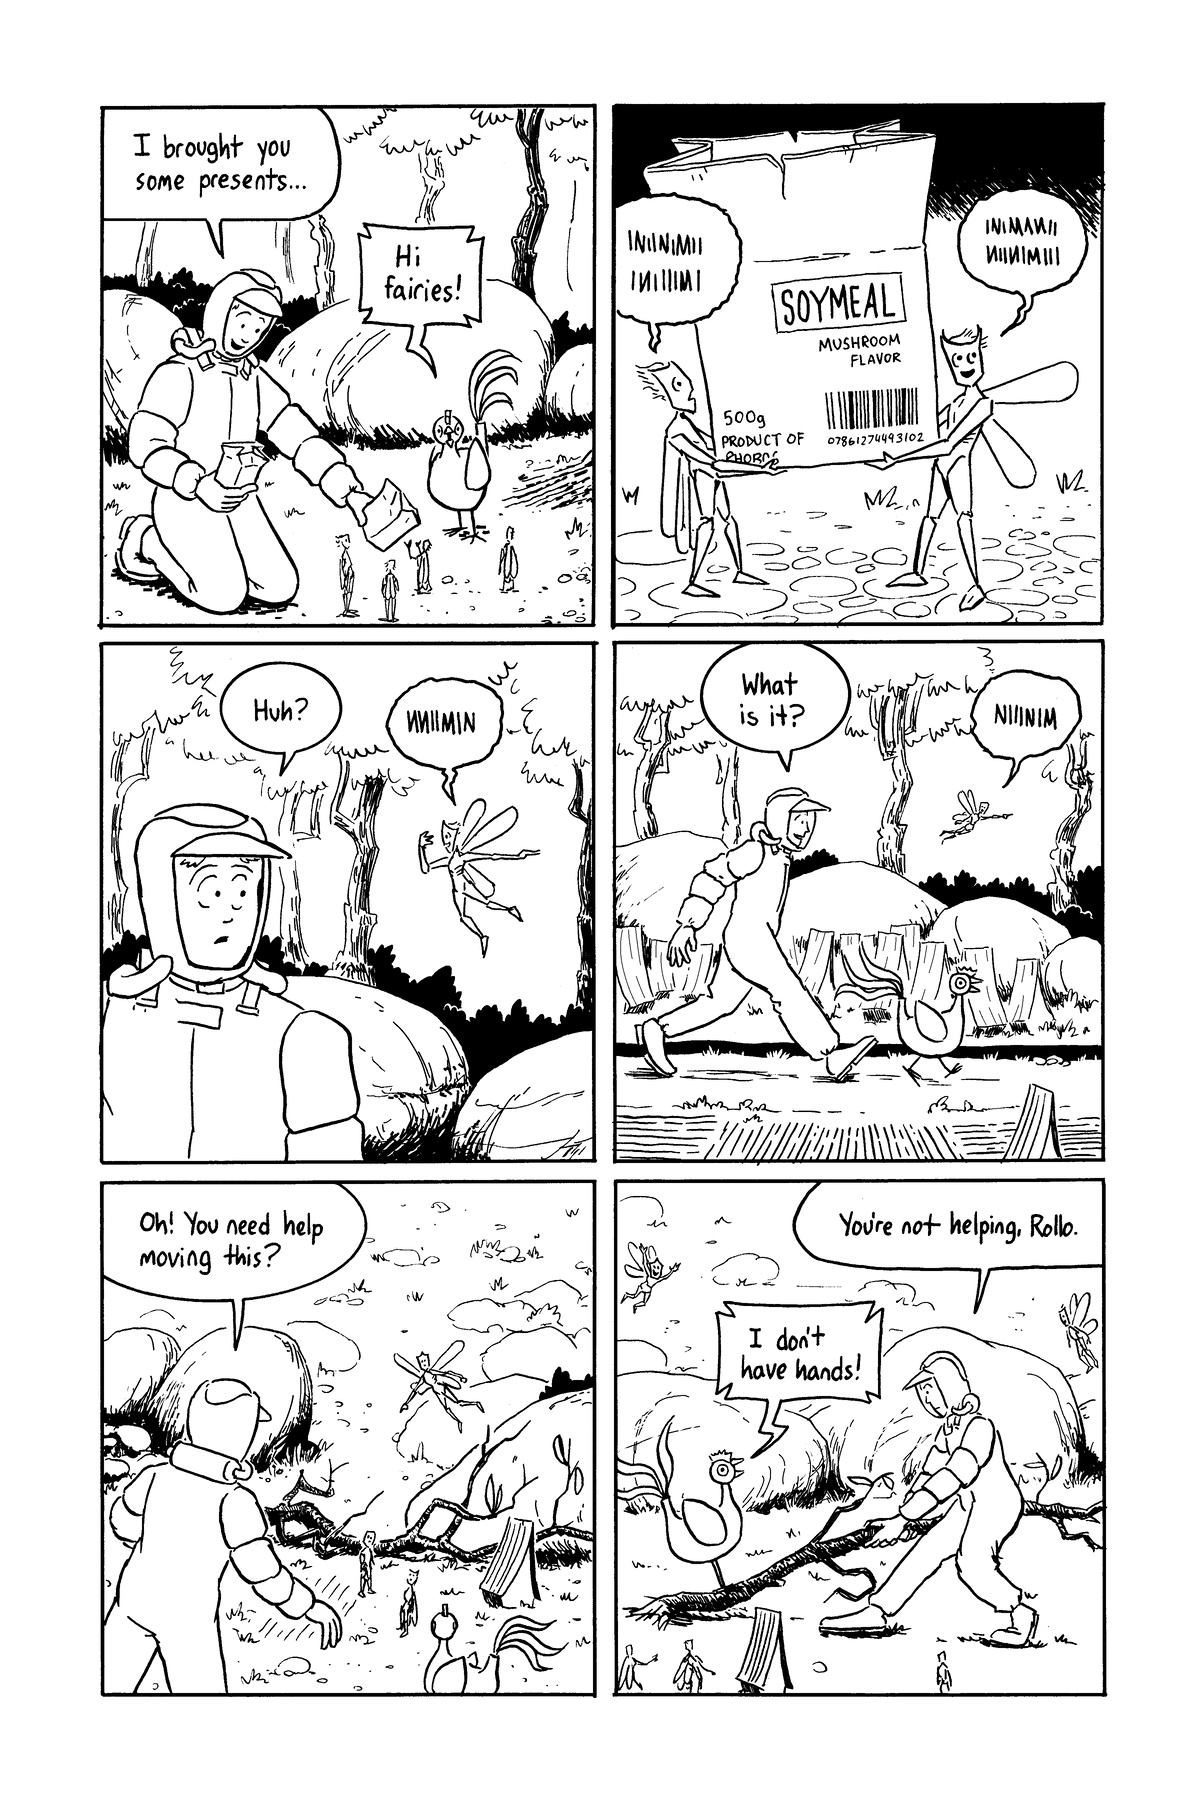 I brought you
some presents...
Hi
fairies!
SOYMEAL
MUSHROOM
FLAVOR
500g
PRODUCT OF
07861274493102
Huh?
What
is it?
Oh! You need help
moving this?
You're not helping, Rollo.
I don't
have hands!